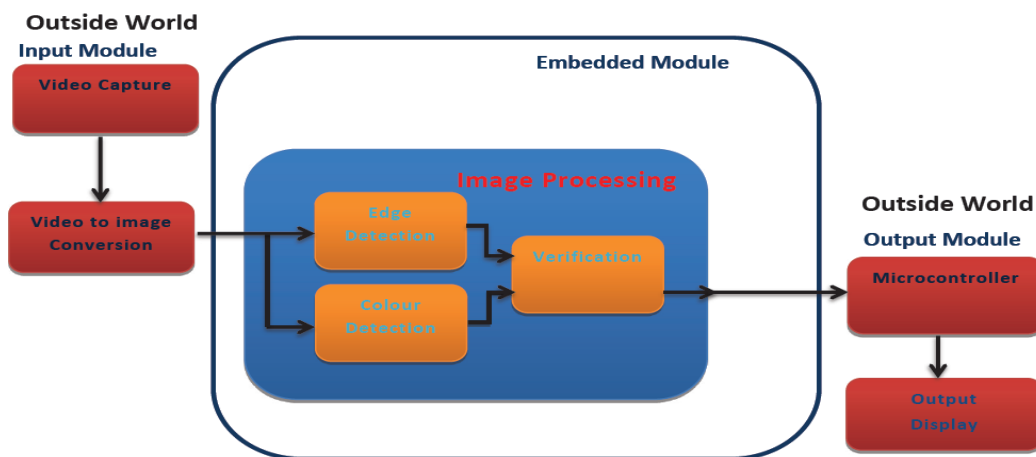 Outside World
Input Module
Video Capture
Video to image
Conversion
Embedded Module
Image Processing
Edge
Detection
Colour
Detection
Verification
Outside World
Output Module
Microcontroller
Output
Display